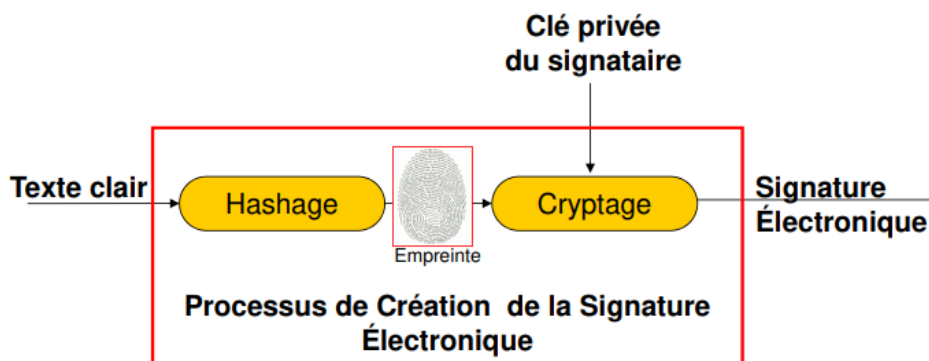 Clé privée
du signataire
Texte clair
Hashage
Empreinte
Cryptage
Signature
Électronique
Processus de Création de la Signature
Électronique